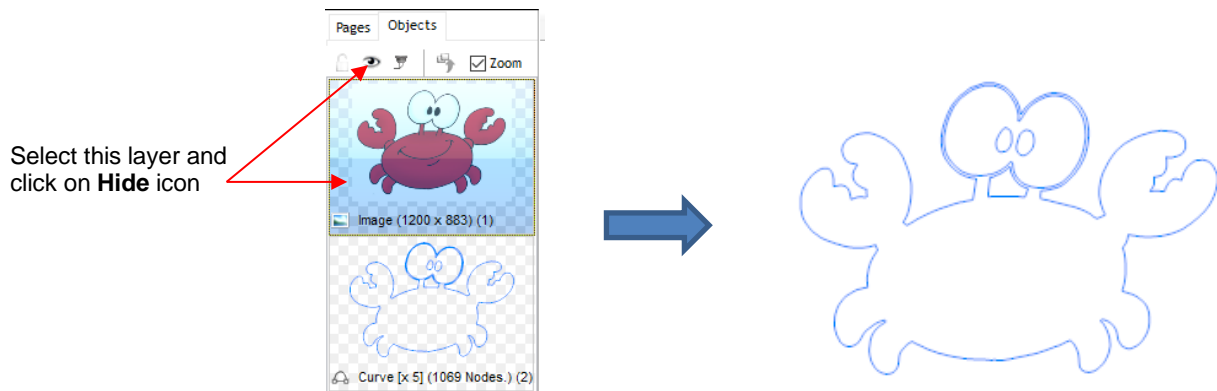 Pages Objects
Zoom
Select this layer and
click on Hide icon
Image (1200 x 883) (1)
Curve [x 5] (1069 Nodes.) (2)